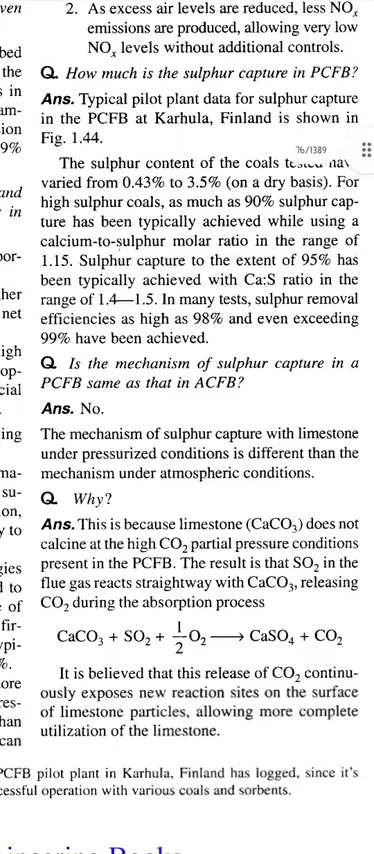 ven
bed
the
s in
am-
ion
9%
and
in
por-
her
net
igh
op-
cial
.
ing
ma-
su-
on,
y to
gies
d to
e of
fir-
ypi-
%.
ore
res-
han
can
2. As excess air levels are reduced, less NOx
emissions are produced, allowing very low
NOx levels without additional controls.
Q. How much is the sulphur capture in PCFB?
Ans. Typical pilot plant data for sulphur capture
in the PCFB at Karhula, Finland is shown in
Fig. 1.44.
76/1389
The sulphur content of the coals
varied from 0.43% to 3.5% (on a dry basis). For
high sulphur coals, as much as 90% sulphur cap-
ture has been typically achieved while using a
calcium-to-sulphur molar ratio in the range of
1.15. Sulphur capture to the extent of 95% has
been typically achieved with Ca:S ratio in the
range of 1.4—1.5. In many tests, sulphur removal
efficiencies as high as 98% and even exceeding
99% have been achieved.
Q. Is the mechanism of sulphur capture in a
PCFB same as that in ACFB?
Ans. No.
The mechanism of sulphur capture with limestone
under pressurized conditions is different than the
mechanism under atmospheric conditions.
Q. Why?
Ans. This is because limestone (CaCO3) does not
calcine at the high CO2 partial pressure conditions
present in the PCFB. The result is that SO2 in the
flue gas reacts straightway with CaCO3, releasing
CO2 during the absorption process
CaCO3 + SO2 + 1/2 O2 ⟶ CaSO4 + CO2
It is believed that this release of CO2 continu-
ously exposes new reaction sites on the surface
of limestone particles, allowing more complete
utilization of the limestone.
PCFB pilot plant in Karhula, Finland has logged, since it's
cessful operation with various coals and sorbents.